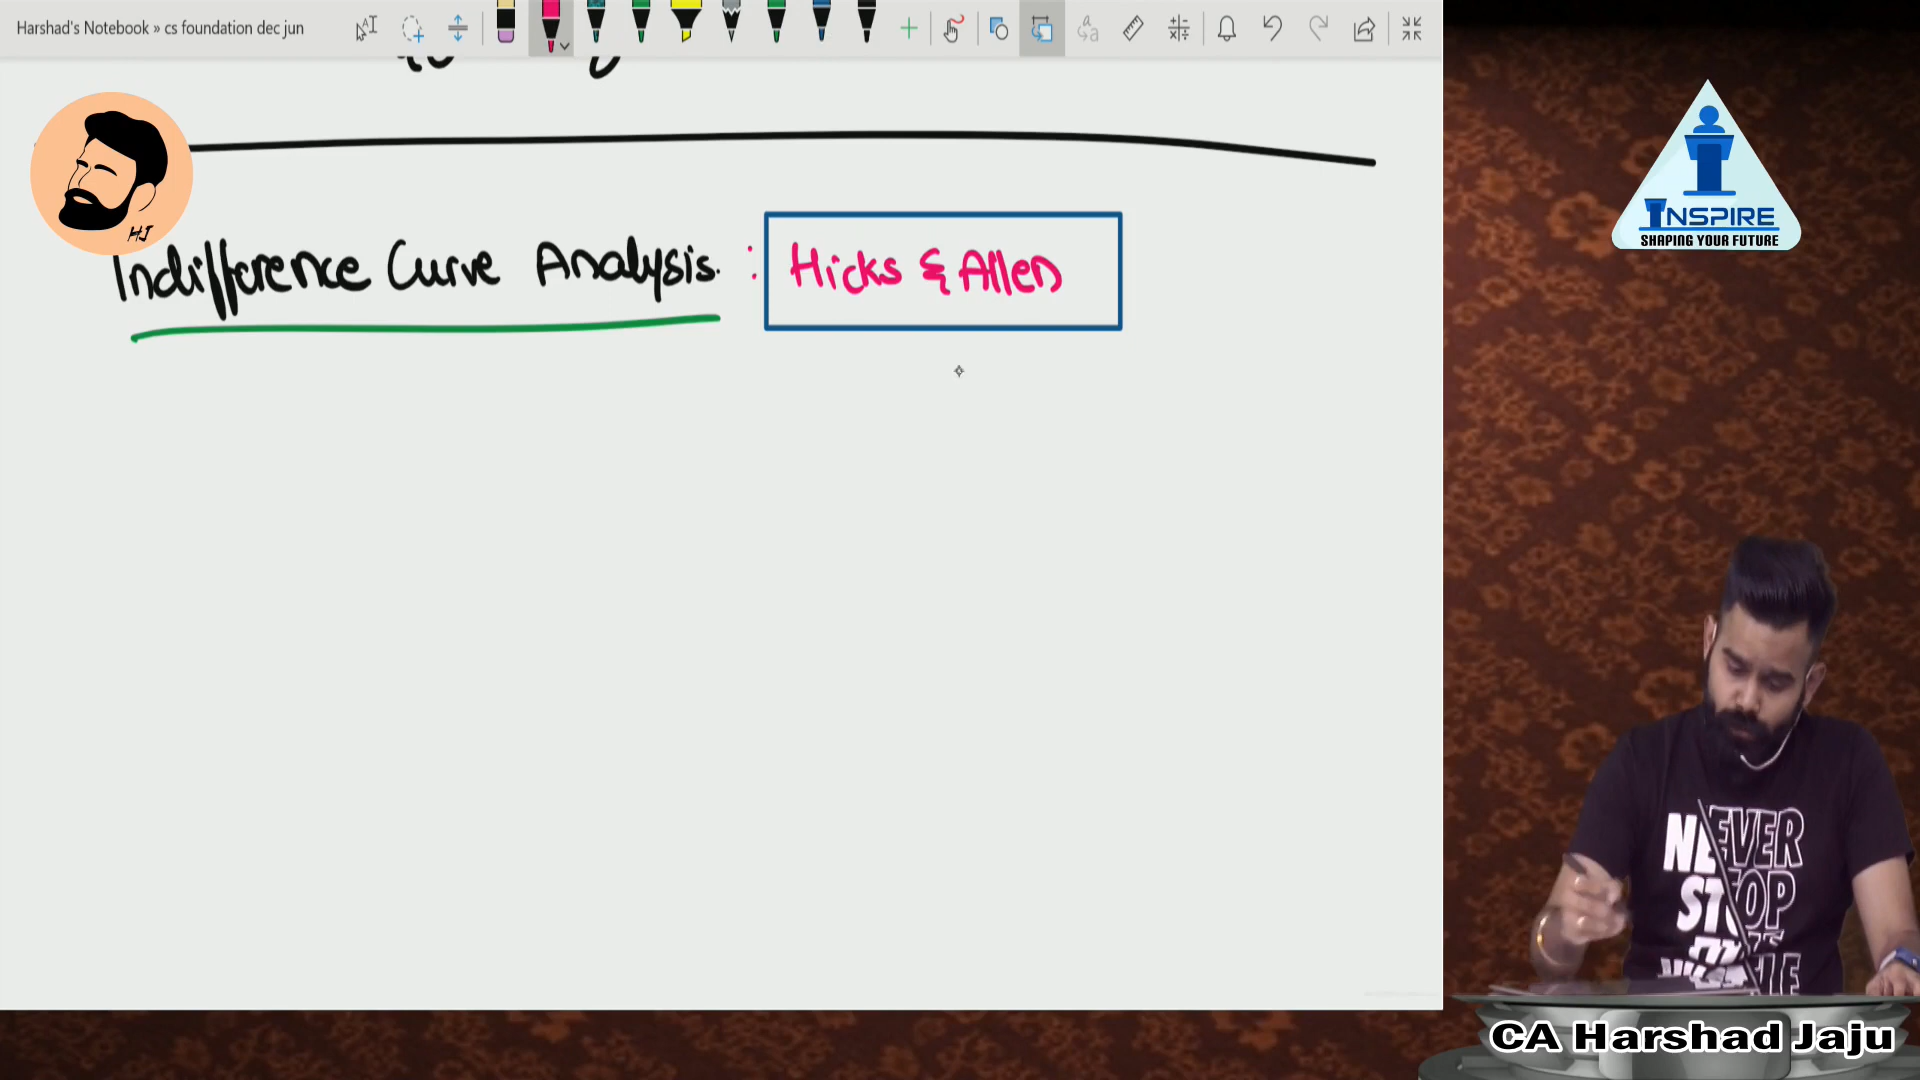 Harshad's Notebook » cs foundation dec jun
HJ
Indifference Curve Analysis. : Hicks & Allen
INSPIRE
SHAPING YOUR FUTURE
NEVER
STOP
CA Harshad Jaju